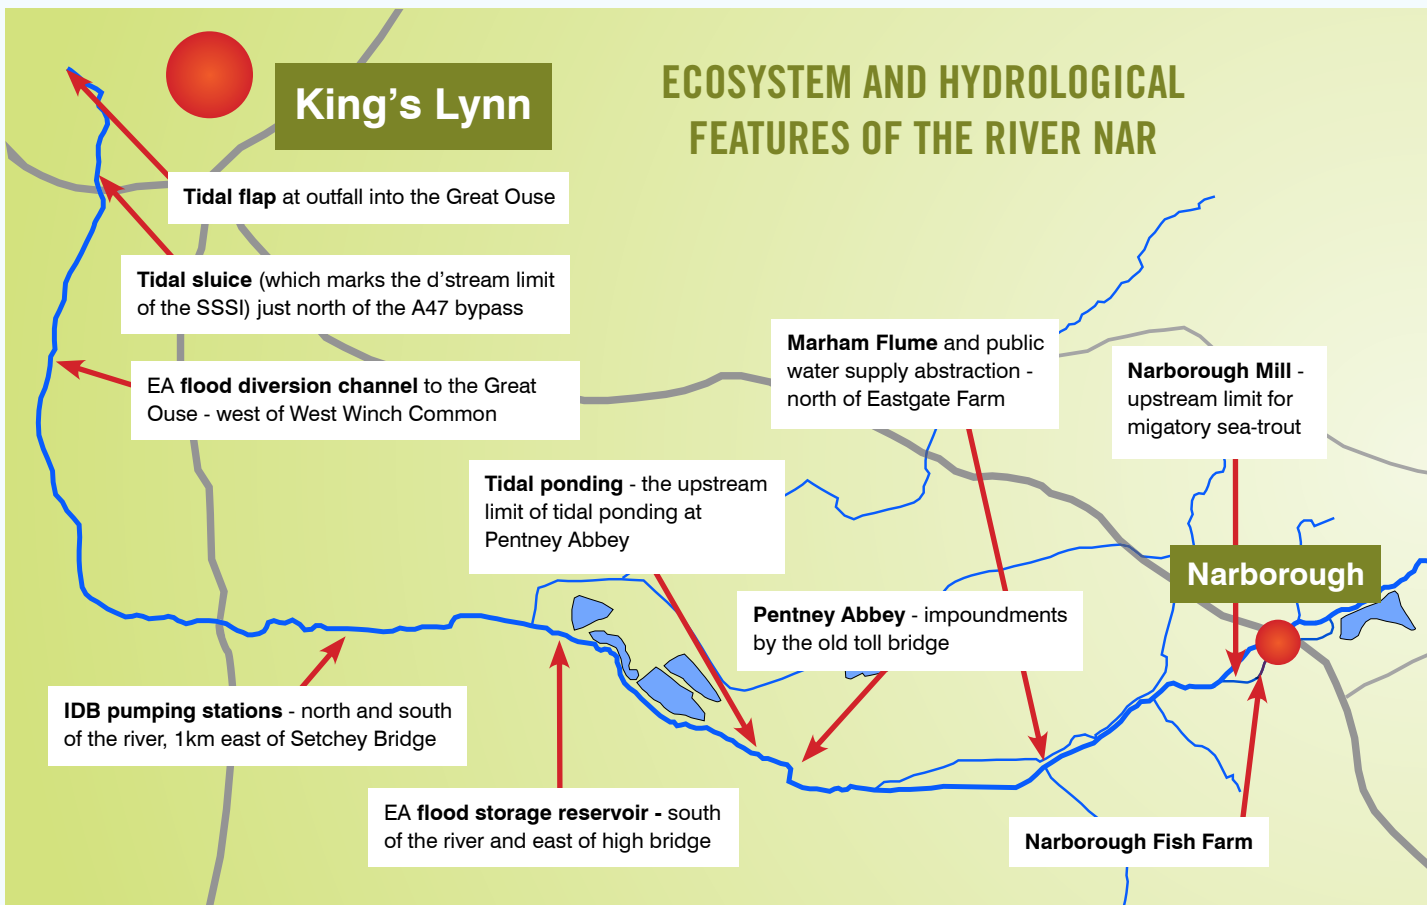 ECOSYSTEM AND HYDROLOGICAL
FEATURES OF THE RIVER NAR
King's Lynn
Tidal flap at outfall into the Great Ouse
Tidal sluice (which marks the d'stream limit
of the SSSI) just north of the A47 bypass
EA flood diversion channel to the Great
Ouse - west of West Winch Common
Marham Flume and public
water supply abstraction -
north of Eastgate Farm
Narborough Mill -
upstream limit for
migatory sea-trout
Tidal ponding - the upstream
limit of tidal ponding at
Pentney Abbey
Narborough
Pentney Abbey - impoundments
by the old toll bridge
IDB pumping stations - north and south
of the river, 1km east of Setchey Bridge
EA flood storage reservoir - south
of the river and east of high bridge
Narborough Fish Farm